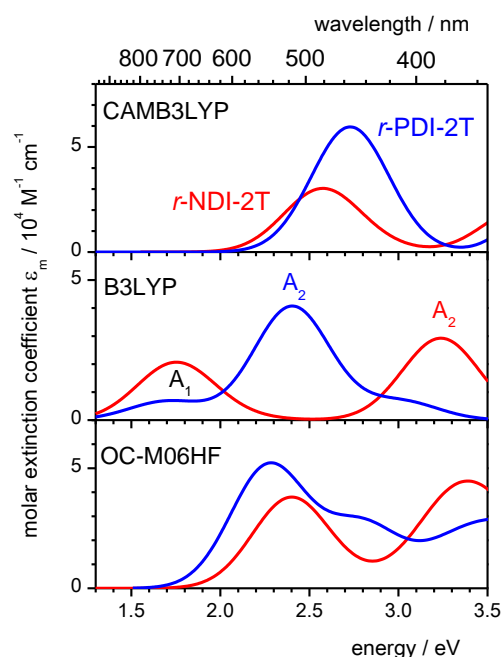 wavelength / nm
800 700 600 500 400
CAMB3LYP
r-PDI-2T
r-NDI-2T
5
0
B3LYP
A₂
A₂
A₁
5
0
OC-M06HF
5
0
molar extinction coefficient εₘ / 10⁴ M⁻¹ cm⁻¹
1.5 2.0 2.5 3.0 3.5
energy / eV